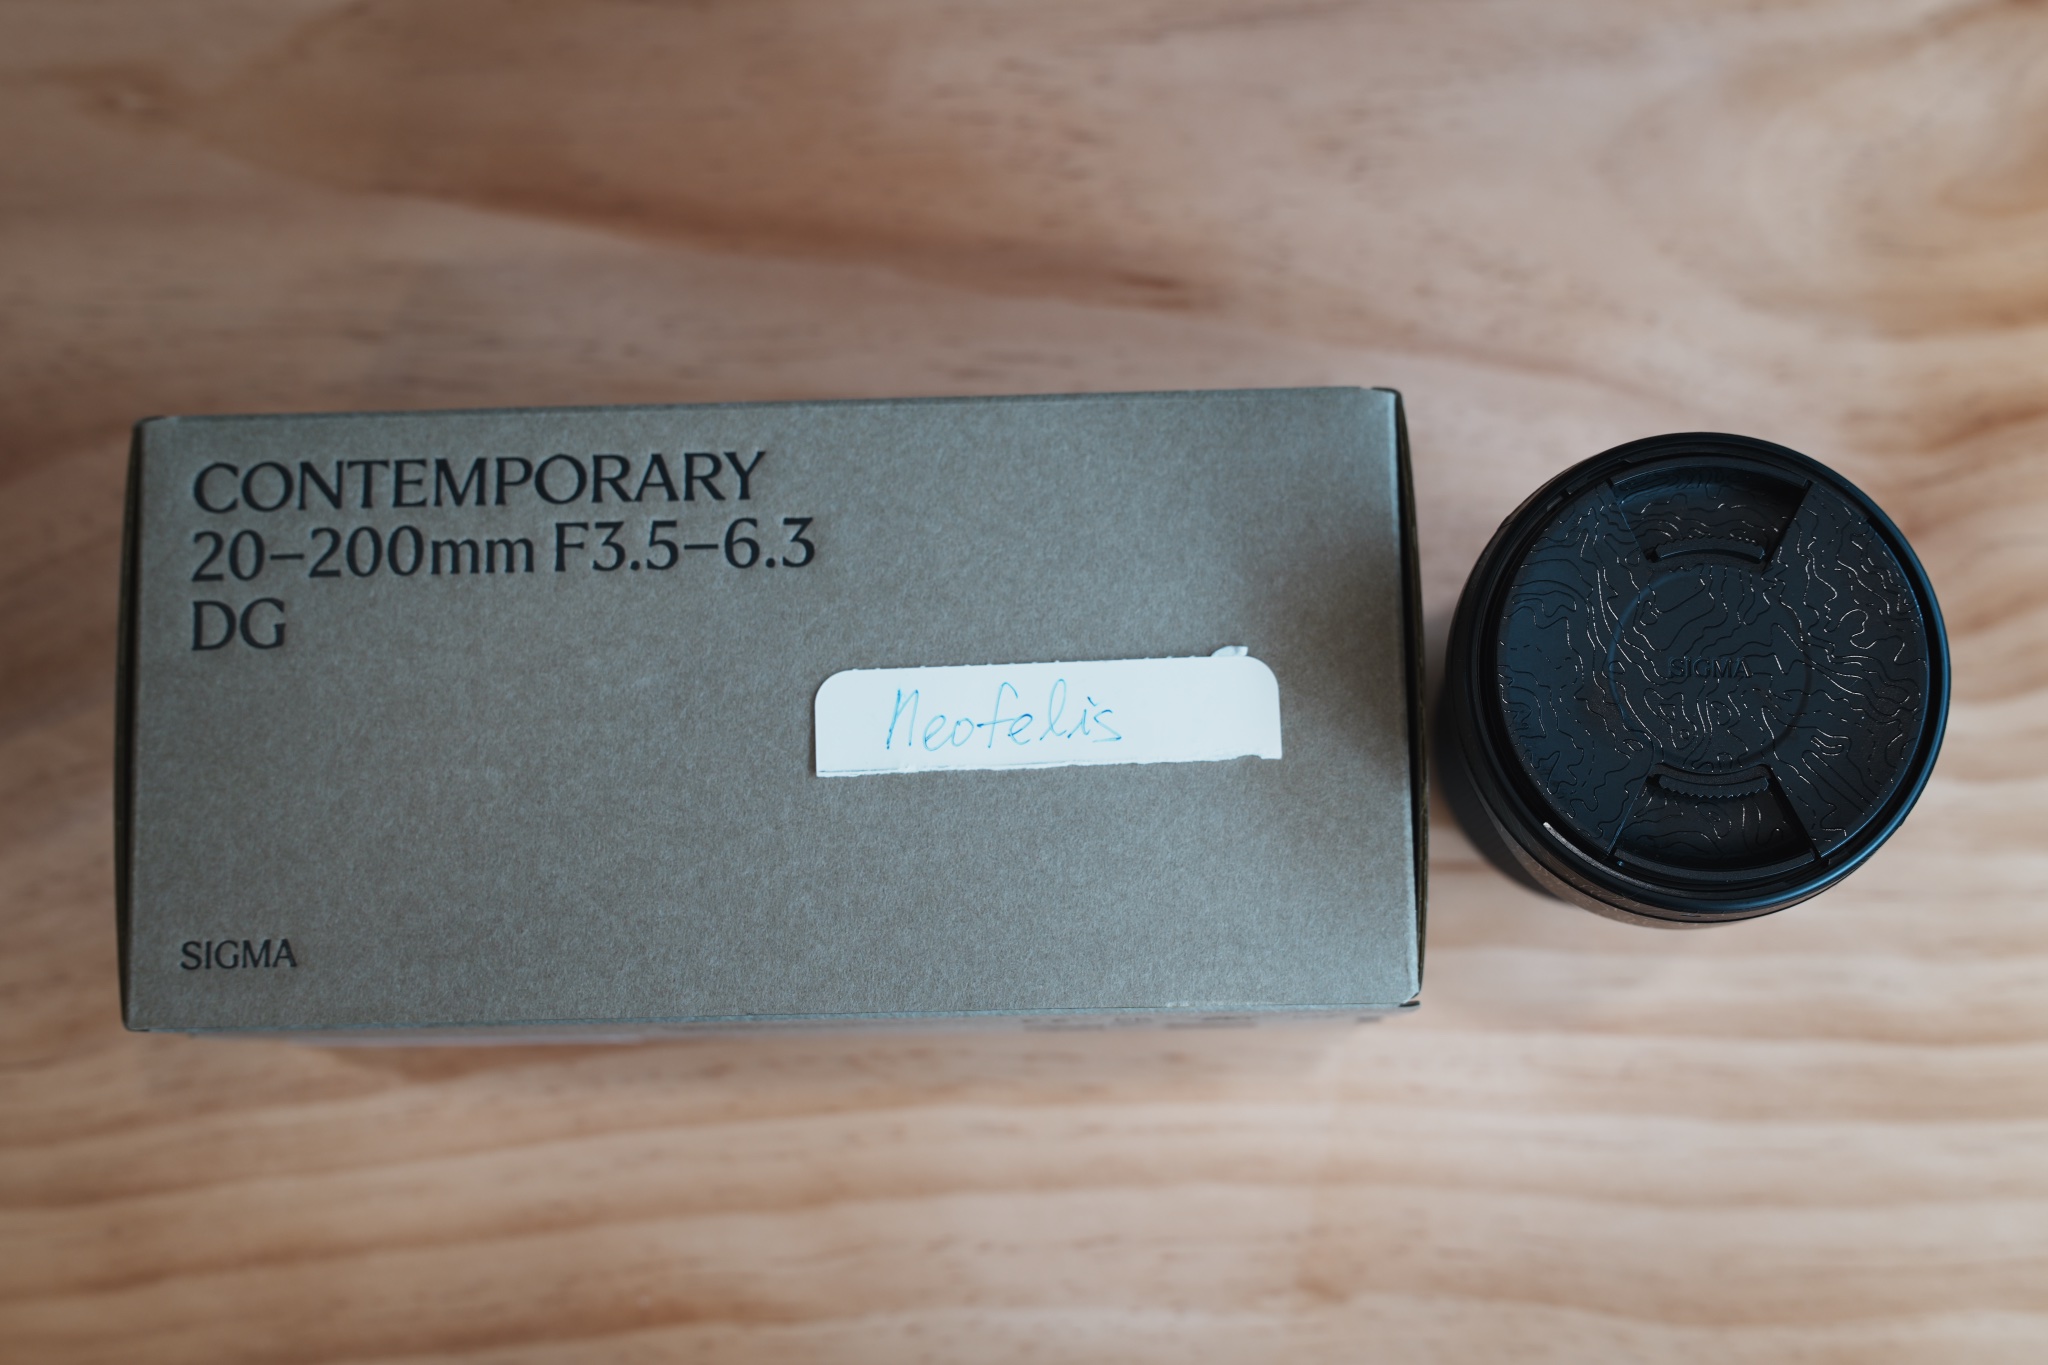 CONTEMPORARY
20–200mm F3.5–6.3
DG
Neofelis
SIGMA
SIGMA